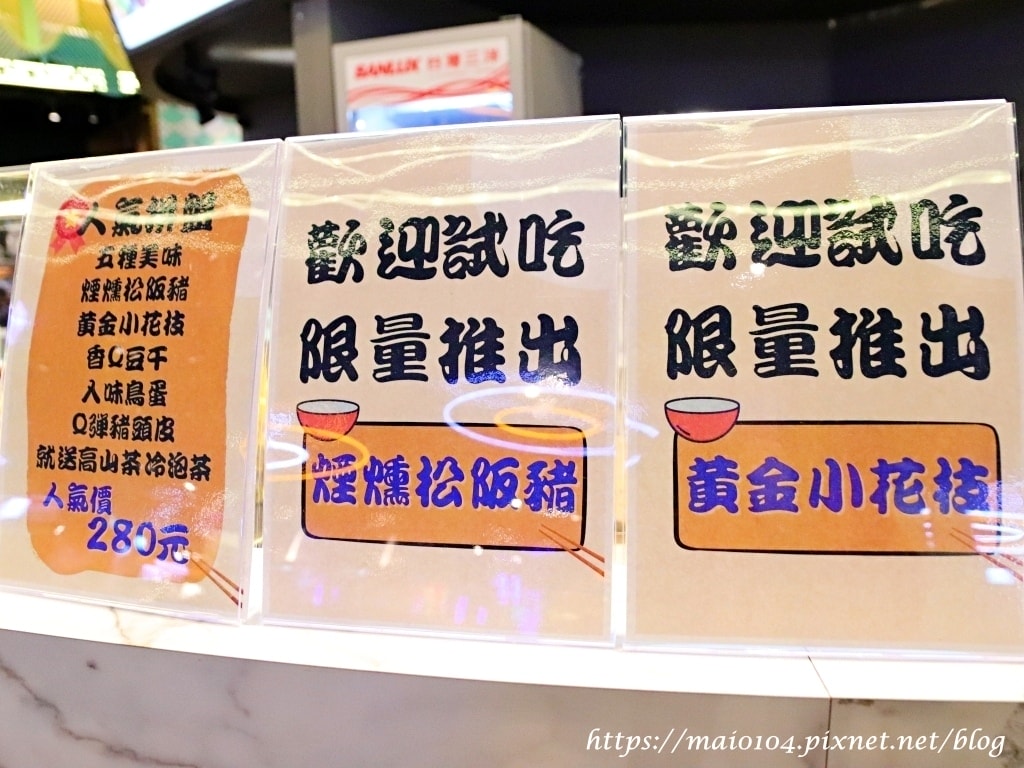 SANLUX 台灣三洋
人氣拼盤
五種美味
煙燻松阪豬
黃金小花枝
香Q豆干
入味鳥蛋
Q彈豬頭皮
就送高山茶冷泡茶
人氣價
280元
歡迎試吃
限量推出
煙燻松阪豬
歡迎試吃
限量推出
黃金小花枝
https://maio104.pixnet.net/blog